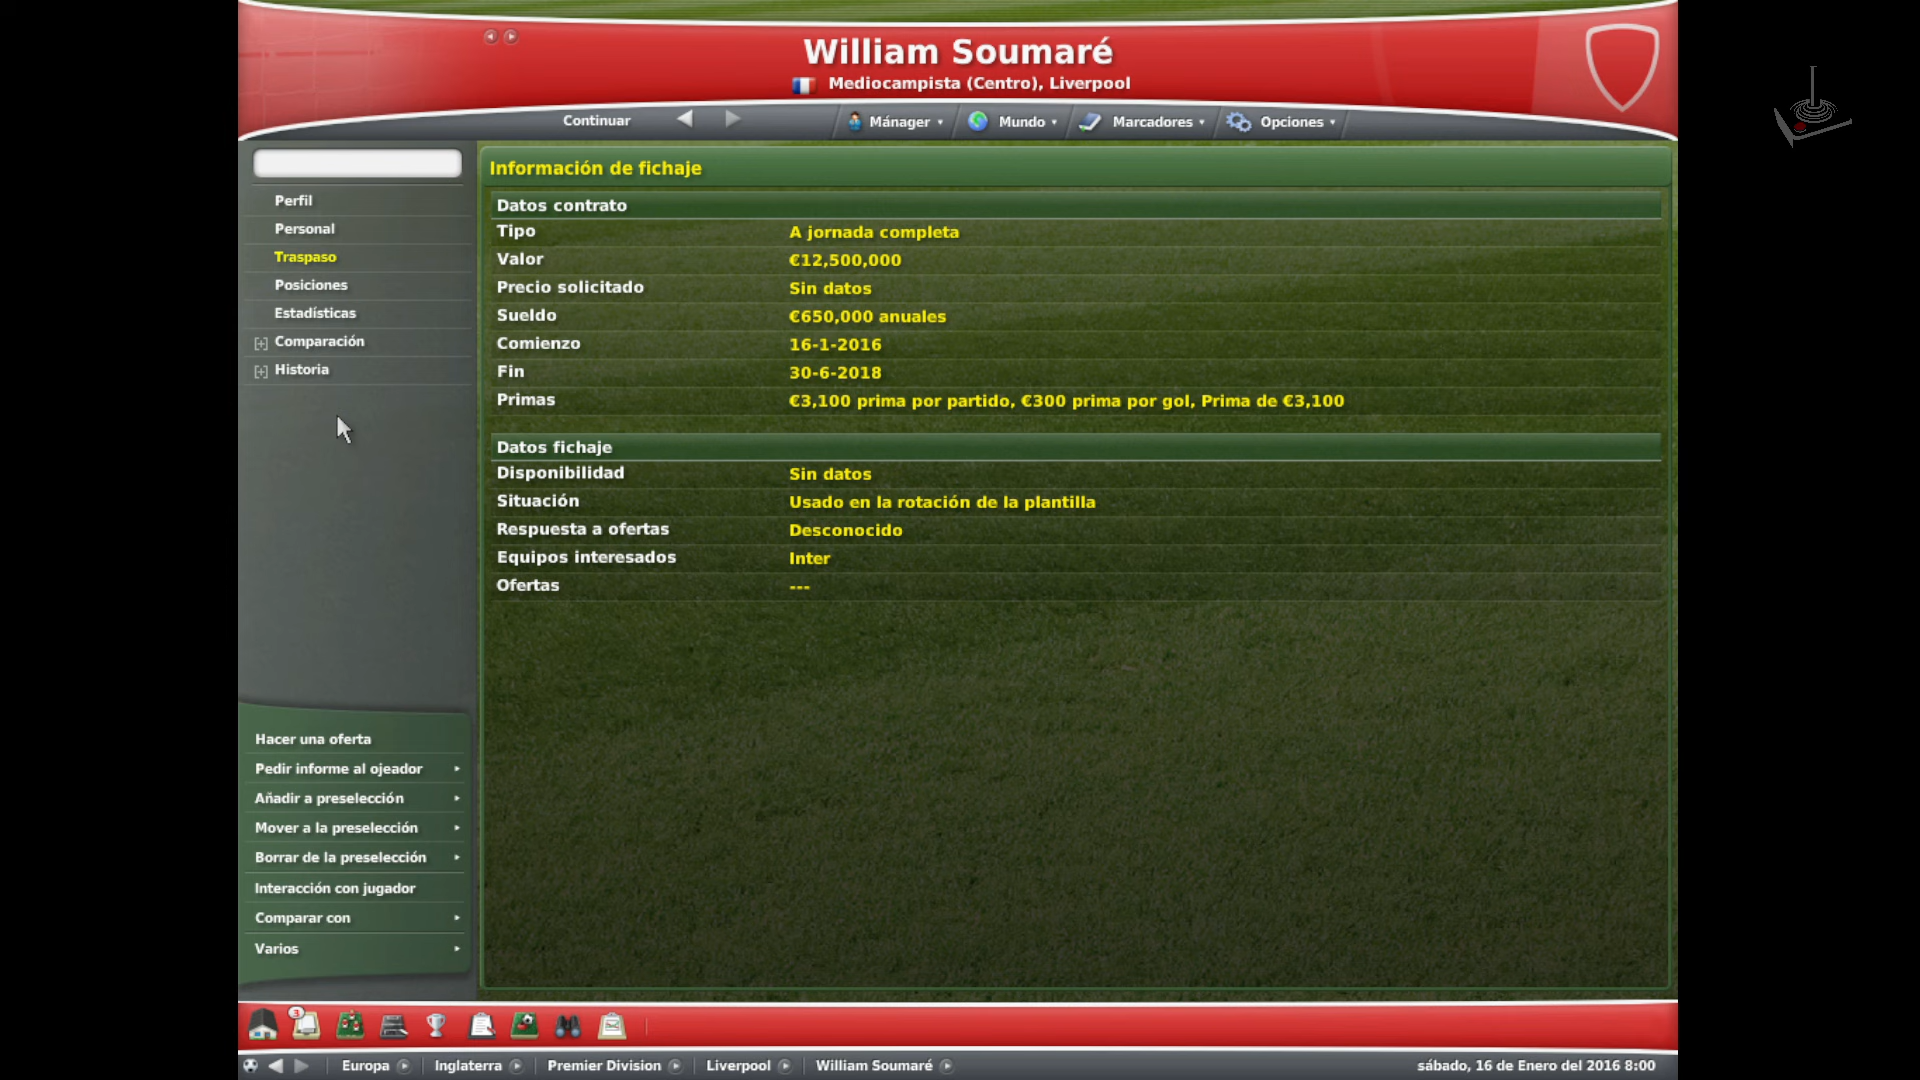 William Soumaré
Mediocampista (Centro), Liverpool
Continuar
Mánager
Mundo
Marcadores
Opciones
Perfil
Personal
Traspaso
Posiciones
Estadísticas
[+] Comparación
[+] Historia
Información de fichaje
Datos contrato
Tipo A jornada completa
Valor €12,500,000
Precio solicitado Sin datos
Sueldo €650,000 anuales
Comienzo 16-1-2016
Fin 30-6-2018
Primas €3,100 prima por partido, €300 prima por gol, Prima de €3,100
Datos fichaje
Disponibilidad Sin datos
Situación Usado en la rotación de la plantilla
Respuesta a ofertas Desconocido
Equipos interesados Inter
Ofertas ---
Hacer una oferta
Pedir informe al ojeador
Añadir a preselección
Mover a la preselección
Borrar de la preselección
Interacción con jugador
Comparar con
Varios
3
Europa
Inglaterra
Premier Division
Liverpool
William Soumaré
sábado, 16 de Enero del 2016 8:00